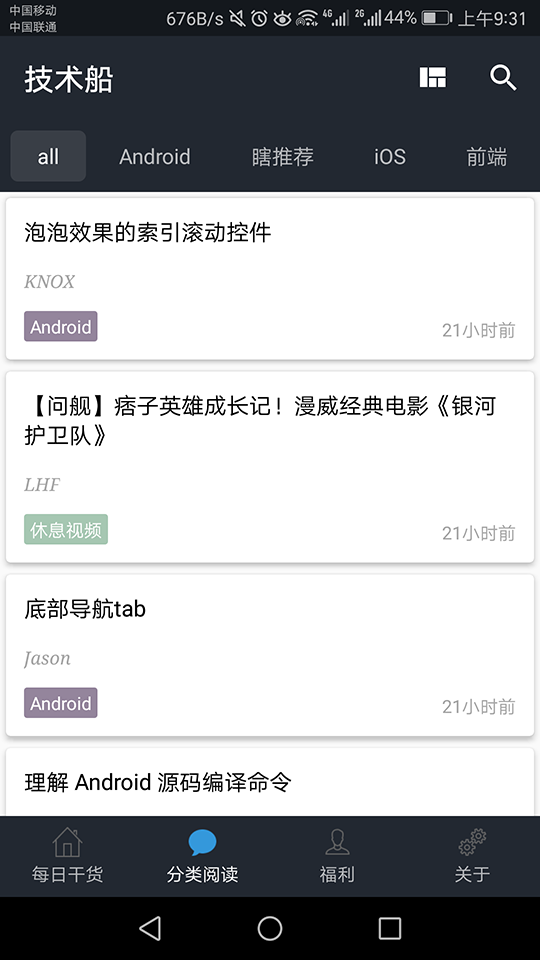 中国移动
中国联通
676B/s 4G 2G 44% 上午9:31
技术船
all Android 瞎推荐 iOS 前端
泡泡效果的索引滚动控件
KNOX
Android 21小时前
【问舰】痞子英雄成长记！漫威经典电影《银河
护卫队》
LHF
休息视频 21小时前
底部导航tab
Jason
Android 21小时前
理解 Android 源码编译命令
每日干货 分类阅读 福利 关于